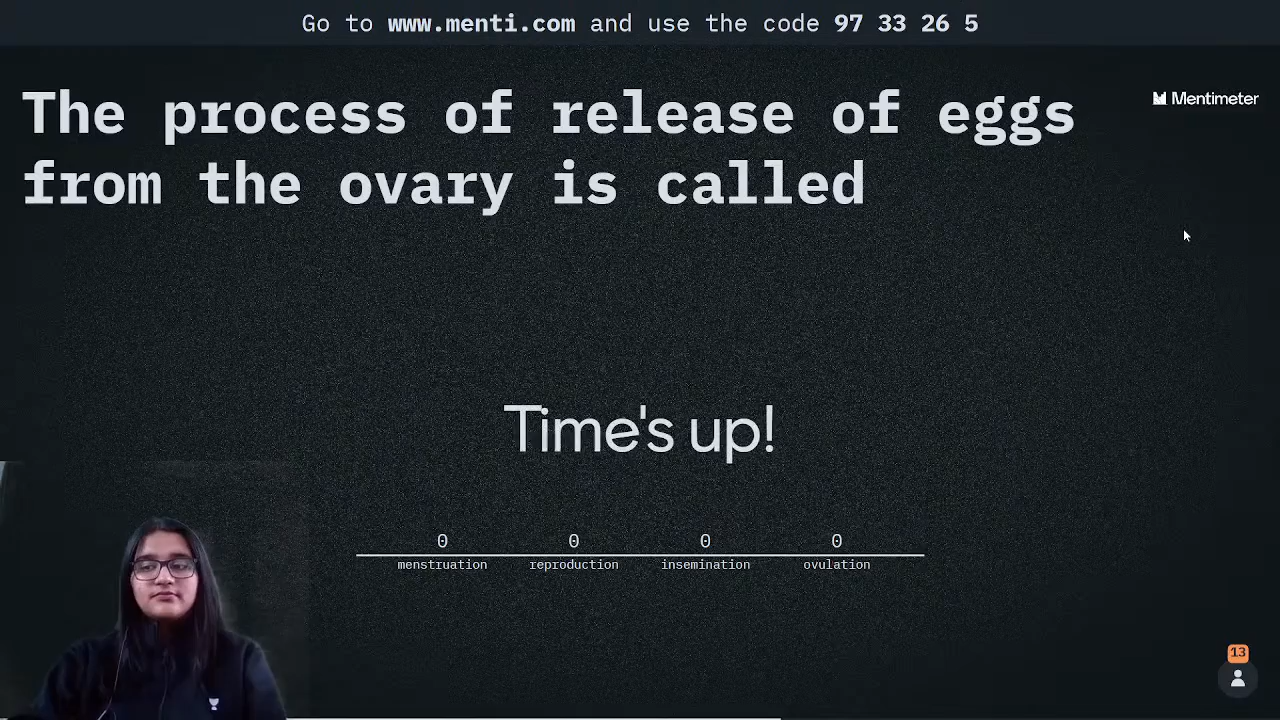 Go to www.menti.com and use the code 97 33 26 5
The process of release of eggs
from the ovary is called
Mentimeter
Time's up!
0 0 0 0
menstruation reproduction insemination ovulation
13